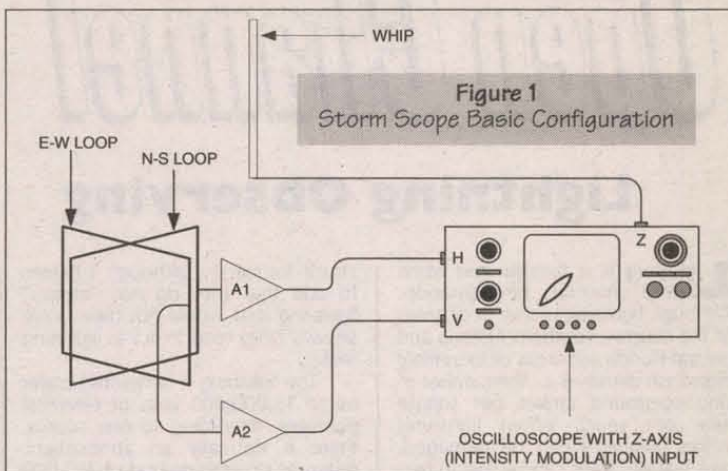 WHIP
Figure 1
Storm Scope Basic Configuration
E-W LOOP
N-S LOOP
Z
H
A1
V
A2
OSCILLOSCOPE WITH Z-AXIS
(INTENSITY MODULATION) INPUT